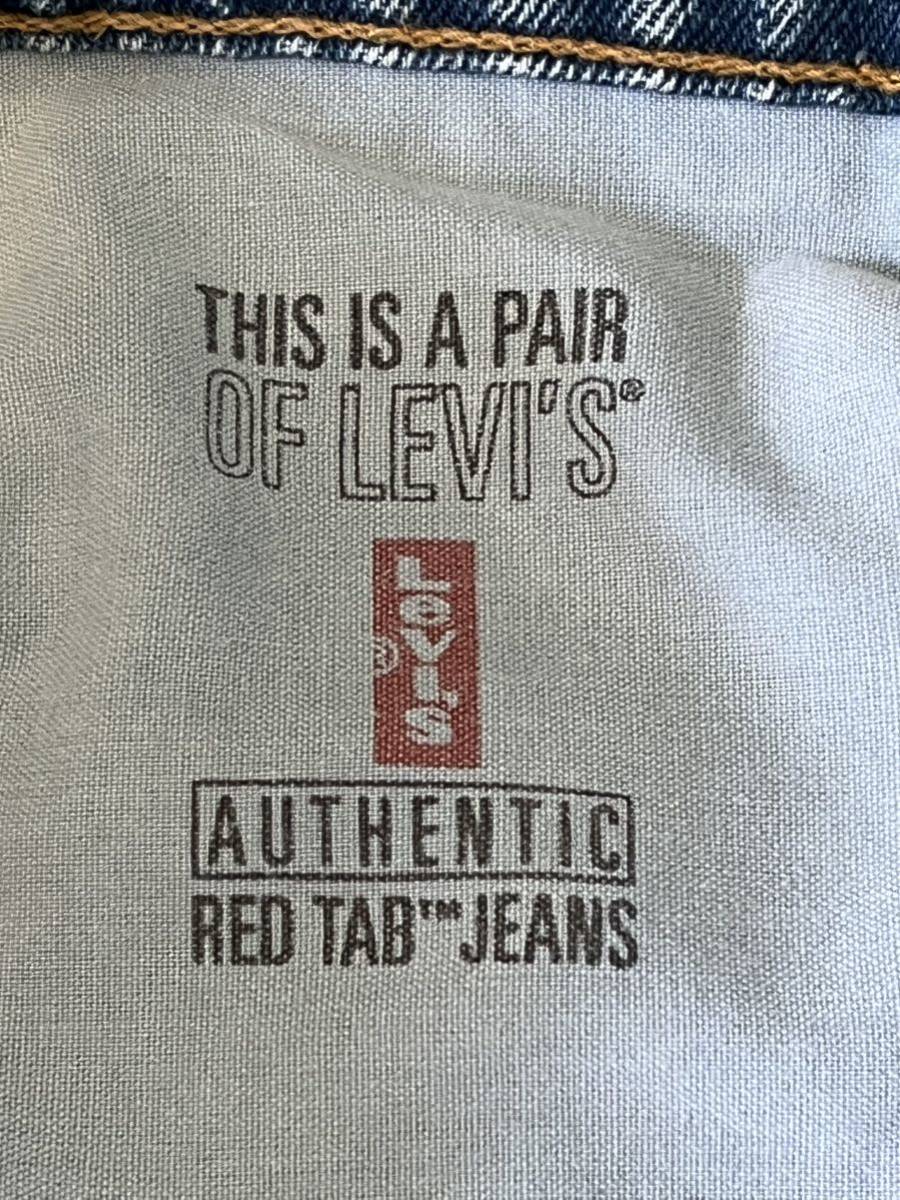 THIS IS A PAIR
OF LEVI'S®
LEVI'S
®
AUTHENTIC
RED TAB™ JEANS